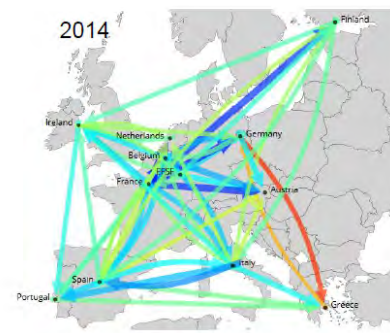 2014
Finland
Ireland
Netherlands
Germany
Belgium
EFSF
France
Austria
Italy
Spain
Portugal
Greece